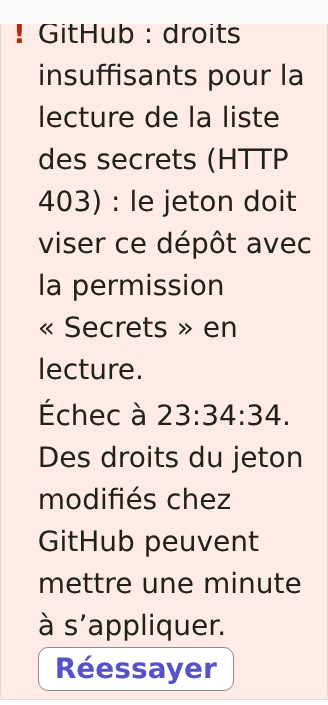 ! GitHub : droits
insuffisants pour la
lecture de la liste
des secrets (HTTP
403) : le jeton doit
viser ce dépôt avec
la permission
« Secrets » en
lecture.
Échec à 23:34:34.
Des droits du jeton
modifiés chez
GitHub peuvent
mettre une minute
à s’appliquer.
Réessayer